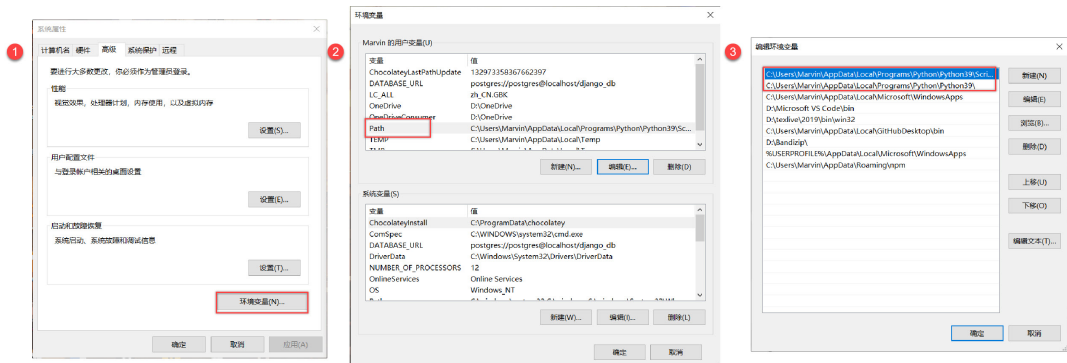 1
系统属性
计算机名 硬件 高级 系统保护 远程
要进行大多数更改，你必须作为管理员登录。
性能
视觉效果，处理器计划，内存使用，以及虚拟内存
设置(S)...
用户配置文件
与登录帐户相关的桌面设置
设置(E)...
启动和故障恢复
系统启动、系统故障和调试信息
设置(T)...
环境变量(N)...
确定 取消 应用(A)
2
环境变量
Marvin 的用户变量(U)
变量 值
ChocolateyLastPathUpdate 132973358367662397
DATABASE_URL postgres://postgres@localhost/django_db
LC_ALL zh_CN.GBK
OneDrive D:\OneDrive
OneDriveConsumer D:\OneDrive
Path C:\Users\Marvin\AppData\Local\Programs\Python\Python39\Sc...
TEMP C:\Users\Marvin\AppData\Local\Temp
新建(N)... 编辑(E)... 删除(D)
系统变量(S)
变量 值
ChocolateyInstall C:\ProgramData\chocolatey
ComSpec C:\WINDOWS\system32\cmd.exe
DATABASE_URL postgres://postgres@localhost/django_db
DriverData C:\Windows\System32\Drivers\DriverData
NUMBER_OF_PROCESSORS 12
OnlineServices Online Services
OS Windows_NT
新建(W)... 编辑(I)... 删除(L)
确定 取消
3
编辑环境变量
C:\Users\Marvin\AppData\Local\Programs\Python\Python39\Scri...
C:\Users\Marvin\AppData\Local\Programs\Python\Python39\
C:\Users\Marvin\AppData\Local\Microsoft\WindowsApps
D:\Microsoft VS Code\bin
D:\texlive\2019\bin\win32
C:\Users\Marvin\AppData\Local\GitHubDesktop\bin
D:\Bandizip\
%USERPROFILE%\AppData\Local\Microsoft\WindowsApps
C:\Users\Marvin\AppData\Roaming\npm
新建(N)
编辑(E)
浏览(B)...
删除(D)
上移(U)
下移(O)
编辑文本(T)...
确定 取消